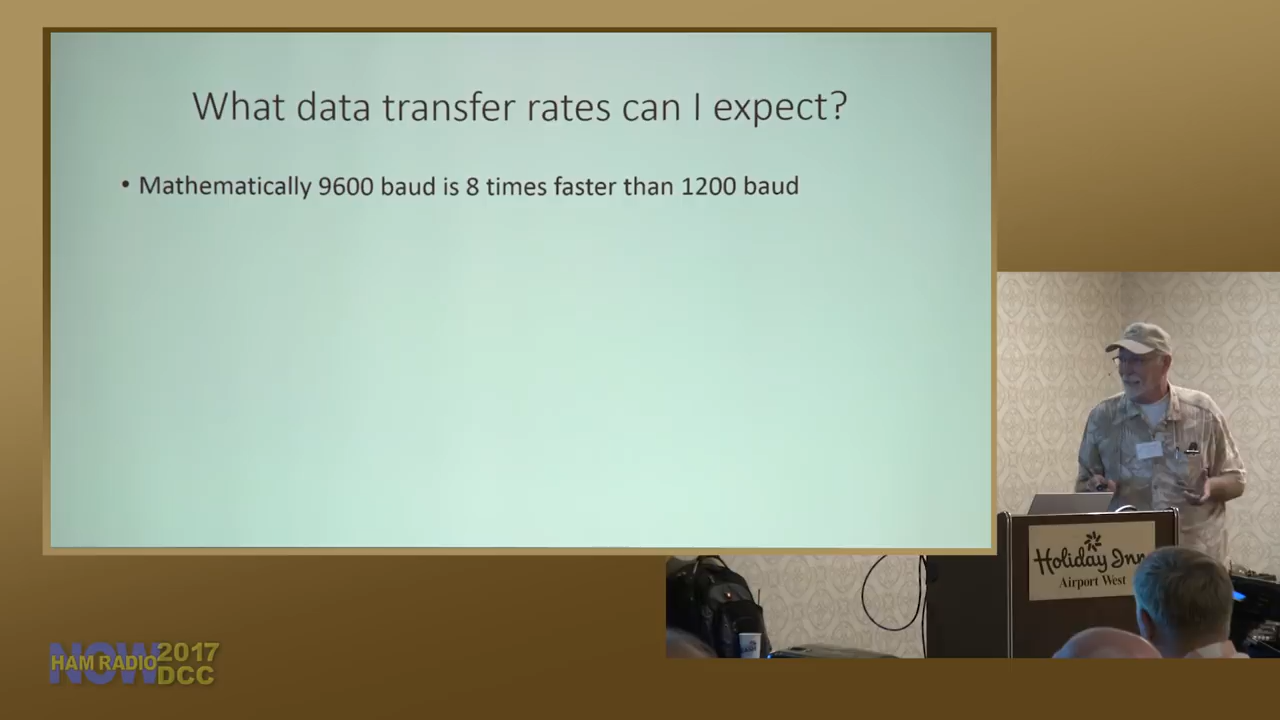 What data transfer rates can I expect?
• Mathematically 9600 baud is 8 times faster than 1200 baud
Holiday Inn
Airport West
HAM RADIO
NOW
2017
DCC